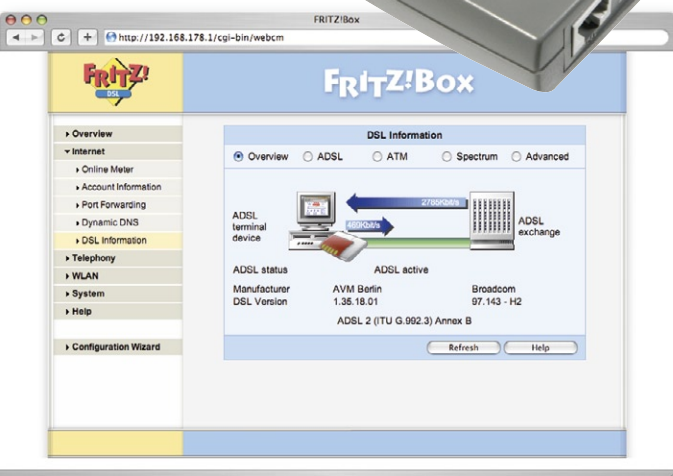 FRITZ!Box
http://192.168.178.1/cgi-bin/webcm
FRITZ!
DSL
FRITZ!Box
Overview
Internet
Online Meter
Account Information
Port Forwarding
Dynamic DNS
DSL Information
Telephony
WLAN
System
Help
Configuration Wizard
DSL Information
Overview ADSL ATM Spectrum Advanced
2785Kbit/s
480Kbit/s
ADSL
terminal
device
ADSL
exchange
ADSL status ADSL active
Manufacturer AVM Berlin Broadcom
DSL Version 1.35.18.01 97.143 - H2
ADSL 2 (ITU G.992.3) Annex B
Refresh Help